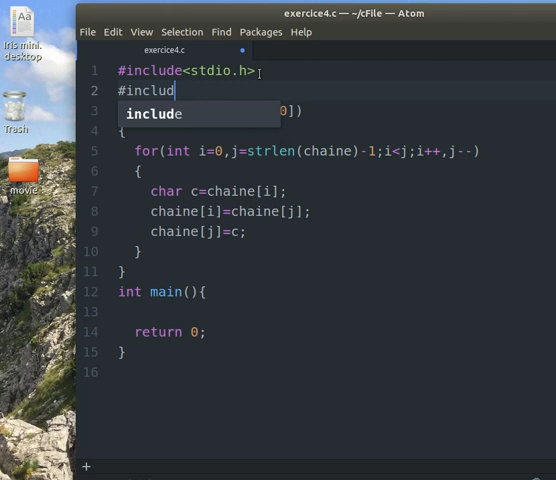 exercice4.c — ~/cFile — Atom
File Edit View Selection Find Packages Help
exercice4.c
Iris mini.
desktop
Trash
movie
1 #include<stdio.h>
2 #includ
include
3 0])
4 {
5 for(int i=0,j=strlen(chaine)-1;i<j;i++,j--)
6 {
7 char c=chaine[i];
8 chaine[i]=chaine[j];
9 chaine[j]=c;
10 }
11 }
12 int main(){
13
14 return 0;
15 }
16
+